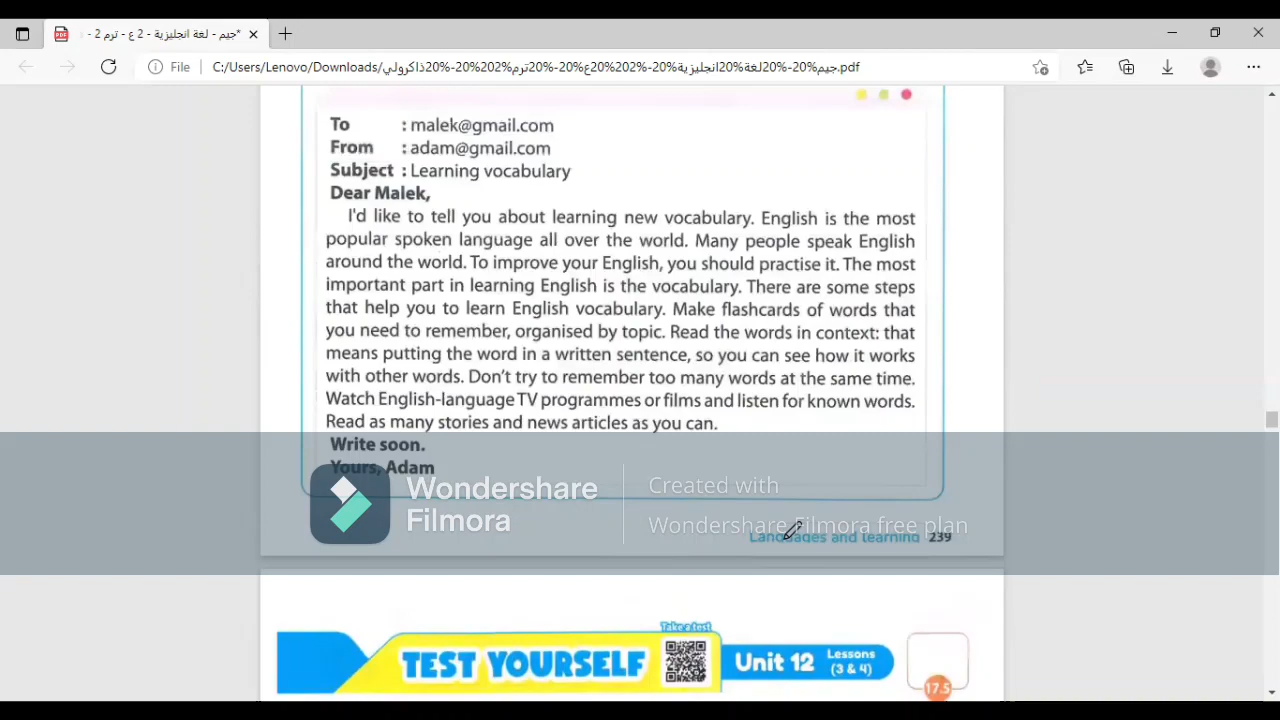 *جيم - لغة انجليزية - 2 ع - ترم 2 -
File
C:/Users/Lenovo/Downloads/جيم%20-%20لغة%20انجليزية%20-%202%20ع%20-%20ترم%202%20-%20ذاكرولي.pdf
To : malek@gmail.com
From : adam@gmail.com
Subject : Learning vocabulary
Dear Malek,
I'd like to tell you about learning new vocabulary. English is the most
popular spoken language all over the world. Many people speak English
around the world. To improve your English, you should practise it. The most
important part in learning English is the vocabulary. There are some steps
that help you to learn English vocabulary. Make flashcards of words that
you need to remember, organised by topic. Read the words in context: that
means putting the word in a written sentence, so you can see how it works
with other words. Don't try to remember too many words at the same time.
Watch English-language TV programmes or films and listen for known words.
Read as many stories and news articles as you can.
Write soon.
Yours, Adam
Wondershare
Filmora
Created with
Wondershare Filmora free plan
Languages and learning 239
Take a test
TEST YOURSELF
Unit 12
Lessons
(3 & 4)
17.5